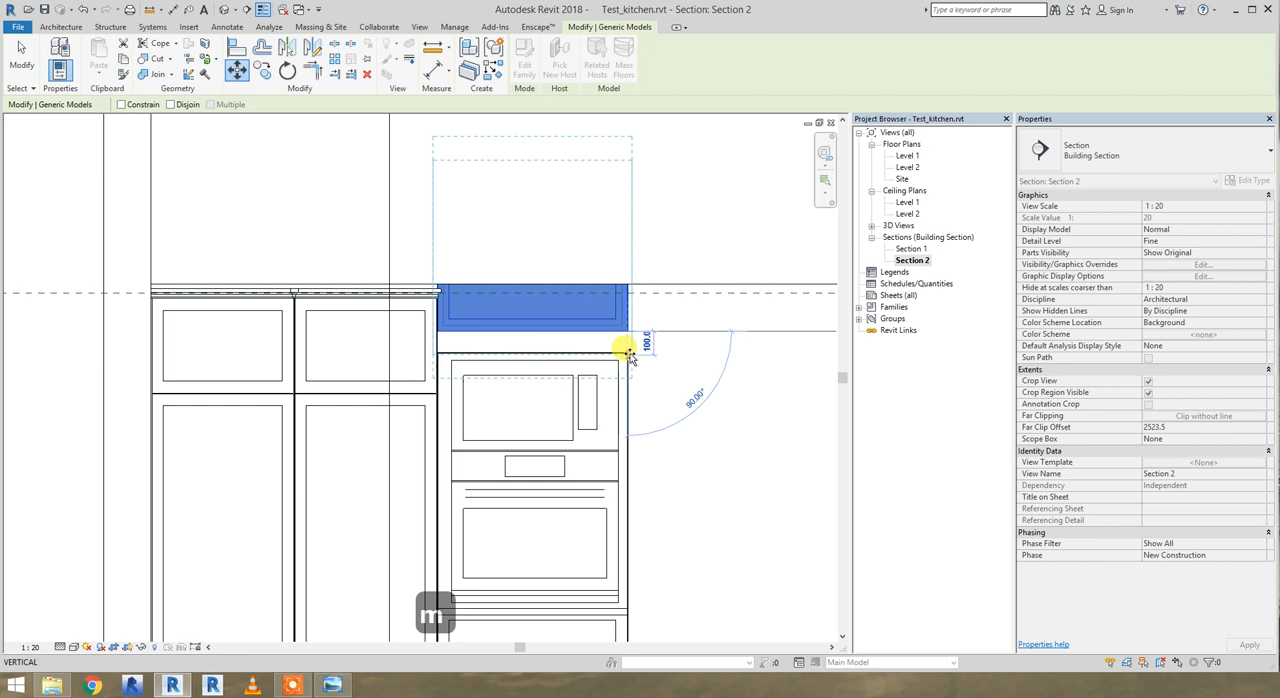 Autodesk Revit 2018 - Test_kitchen.rvt - Section: Section 2
Type a keyword or phrase
Sign In
File Architecture Structure Systems Insert Annotate Analyze Massing & Site Collaborate View Manage Add-Ins Enscape™ Modify | Generic Models
Modify
Paste
Cope
Cut
Join
Edit Family
Pick New Host
Related Hosts
Mass Floors
Select Properties Clipboard Geometry Modify View Measure Create Mode Host Model
Modify | Generic Models Constrain Disjoin Multiple
Project Browser - Test_kitchen.rvt
Views (all)
Floor Plans
Level 1
Level 2
Site
Ceiling Plans
Level 1
Level 2
3D Views
Sections (Building Section)
Section 1
Section 2
Legends
Schedules/Quantities
Sheets (all)
Families
Groups
Revit Links
Properties
Section
Building Section
Section: Section 2 Edit Type
Graphics
View Scale 1 : 20
Scale Value 1: 20
Display Model Normal
Detail Level Fine
Parts Visibility Show Original
Visibility/Graphics Overrides Edit...
Graphic Display Options Edit...
Hide at scales coarser than 1 : 20
Discipline Architectural
Show Hidden Lines By Discipline
Color Scheme Location Background
Color Scheme <none>
Default Analysis Display Style None
Sun Path
Extents
Crop View
Crop Region Visible
Annotation Crop
Far Clipping Clip without line
Far Clip Offset 2523.5
Scope Box None
Identity Data
View Template <None>
View Name Section 2
Dependency Independent
Title on Sheet
Referencing Sheet
Referencing Detail
Phasing
Phase Filter Show All
Phase New Construction
Properties help Apply
100.0
90.00°
m
1 : 20
VERTICAL
:0
Main Model
:0